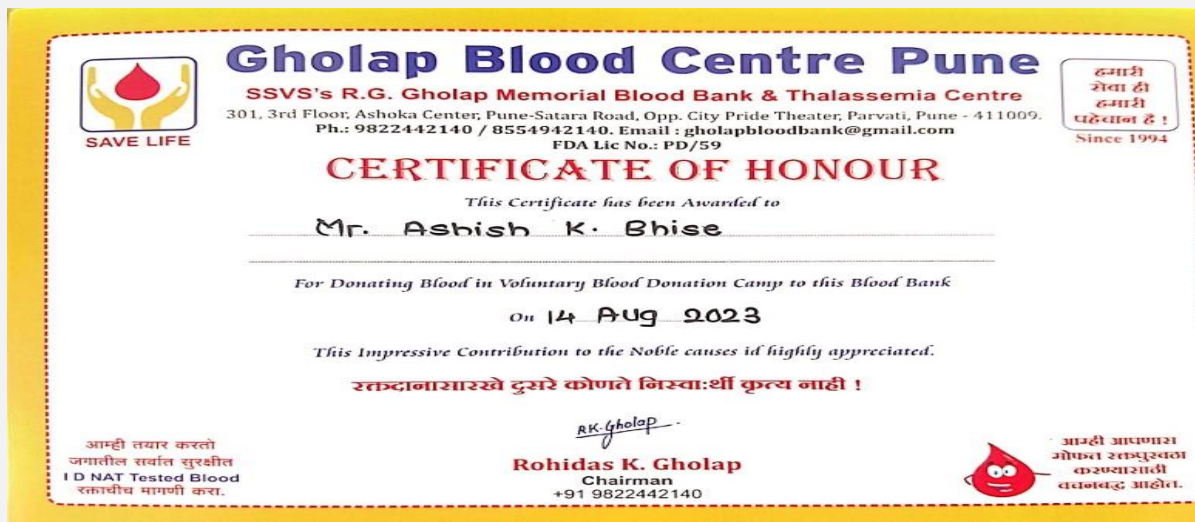 Gholap Blood Centre Pune
SSVS's R.G. Gholap Memorial Blood Bank & Thalassemia Centre
301, 3rd Floor, Ashoka Center, Pune-Satara Road, Opp. City Pride Theater, Parvati, Pune - 411009.
Ph.: 9822442140 / 8554942140. Email : gholapbloodbank@gmail.com
FDA Lic No.: PD/59
SAVE LIFE
हमारी
सेवा ही
हमारी
पहेचान है !
Since 1994
CERTIFICATE OF HONOUR
This Certificate has been Awarded to
Mr. Ashish K. Bhise
For Donating Blood in Voluntary Blood Donation Camp to this Blood Bank
On 14 Aug 2023
This Impressive Contribution to the Noble causes id highly appreciated.
रक्तदानासारखे दुसरे कोणते निस्वा:र्थी कृत्य नाही !
RK.Gholap
Rohidas K. Gholap
Chairman
+91 9822442140
आम्ही तयार करतो
जगातील सर्वात सुरक्षीत
I D NAT Tested Blood
रक्ताचीच मागणी करा.
आम्ही आपणास
मोफत रक्तपुरवठा
करण्यासाठी
वचनबद्ध आहोत.